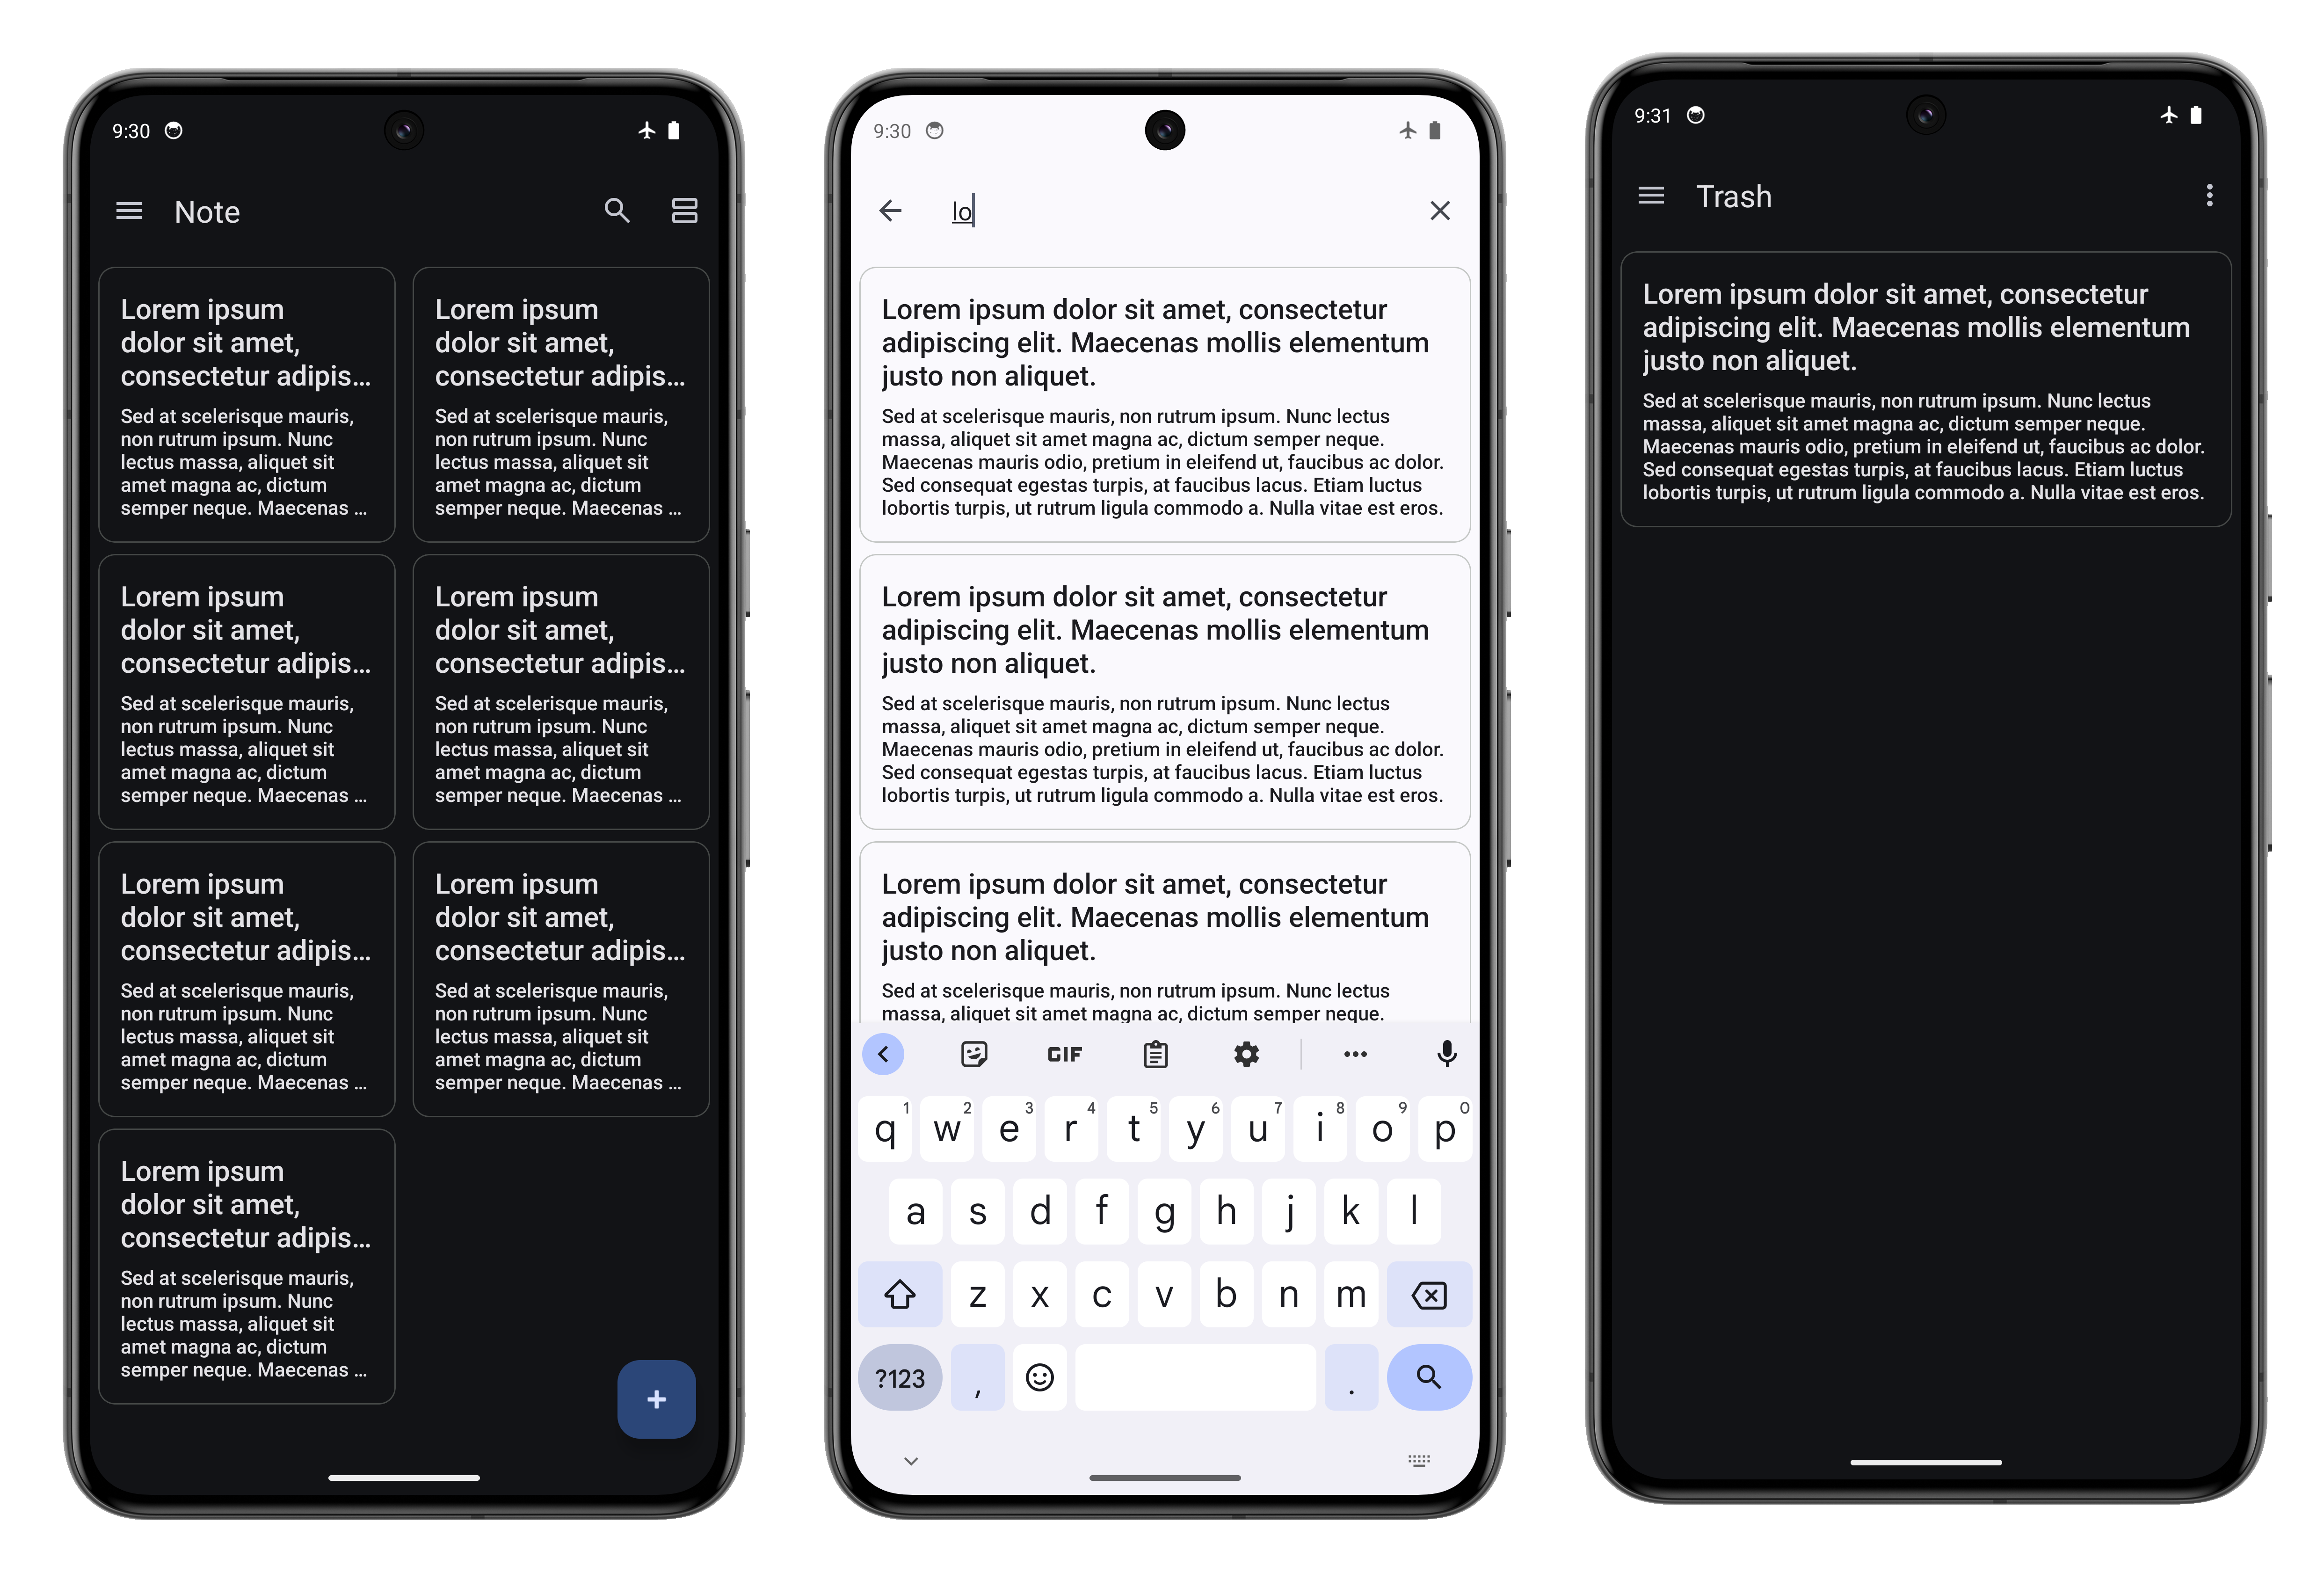 9:30
Note
Lorem ipsum
dolor sit amet,
consectetur adipis...
Sed at scelerisque mauris,
non rutrum ipsum. Nunc
lectus massa, aliquet sit
amet magna ac, dictum
semper neque. Maecenas ...
Lorem ipsum
dolor sit amet,
consectetur adipis...
Sed at scelerisque mauris,
non rutrum ipsum. Nunc
lectus massa, aliquet sit
amet magna ac, dictum
semper neque. Maecenas ...
Lorem ipsum
dolor sit amet,
consectetur adipis...
Sed at scelerisque mauris,
non rutrum ipsum. Nunc
lectus massa, aliquet sit
amet magna ac, dictum
semper neque. Maecenas ...
Lorem ipsum
dolor sit amet,
consectetur adipis...
Sed at scelerisque mauris,
non rutrum ipsum. Nunc
lectus massa, aliquet sit
amet magna ac, dictum
semper neque. Maecenas ...
Lorem ipsum
dolor sit amet,
consectetur adipis...
Sed at scelerisque mauris,
non rutrum ipsum. Nunc
lectus massa, aliquet sit
amet magna ac, dictum
semper neque. Maecenas ...
Lorem ipsum
dolor sit amet,
consectetur adipis...
Sed at scelerisque mauris,
non rutrum ipsum. Nunc
lectus massa, aliquet sit
amet magna ac, dictum
semper neque. Maecenas ...
Lorem ipsum
dolor sit amet,
consectetur adipis...
Sed at scelerisque mauris,
non rutrum ipsum. Nunc
lectus massa, aliquet sit
amet magna ac, dictum
semper neque. Maecenas ...
9:30
lo
Lorem ipsum dolor sit amet, consectetur
adipiscing elit. Maecenas mollis elementum
justo non aliquet.
Sed at scelerisque mauris, non rutrum ipsum. Nunc lectus
massa, aliquet sit amet magna ac, dictum semper neque.
Maecenas mauris odio, pretium in eleifend ut, faucibus ac dolor.
Sed consequat egestas turpis, at faucibus lacus. Etiam luctus
lobortis turpis, ut rutrum ligula commodo a. Nulla vitae est eros.
Lorem ipsum dolor sit amet, consectetur
adipiscing elit. Maecenas mollis elementum
justo non aliquet.
Sed at scelerisque mauris, non rutrum ipsum. Nunc lectus
massa, aliquet sit amet magna ac, dictum semper neque.
Maecenas mauris odio, pretium in eleifend ut, faucibus ac dolor.
Sed consequat egestas turpis, at faucibus lacus. Etiam luctus
lobortis turpis, ut rutrum ligula commodo a. Nulla vitae est eros.
Lorem ipsum dolor sit amet, consectetur
adipiscing elit. Maecenas mollis elementum
justo non aliquet.
Sed at scelerisque mauris, non rutrum ipsum. Nunc lectus
massa, aliquet sit amet magna ac, dictum semper neque.
GIF
1 2 3 4 5 6 7 8 9 0
q w e r t y u i o p
a s d f g h j k l
z x c v b n m
?123 , .
9:31
Trash
Lorem ipsum dolor sit amet, consectetur
adipiscing elit. Maecenas mollis elementum
justo non aliquet.
Sed at scelerisque mauris, non rutrum ipsum. Nunc lectus
massa, aliquet sit amet magna ac, dictum semper neque.
Maecenas mauris odio, pretium in eleifend ut, faucibus ac dolor.
Sed consequat egestas turpis, at faucibus lacus. Etiam luctus
lobortis turpis, ut rutrum ligula commodo a. Nulla vitae est eros.